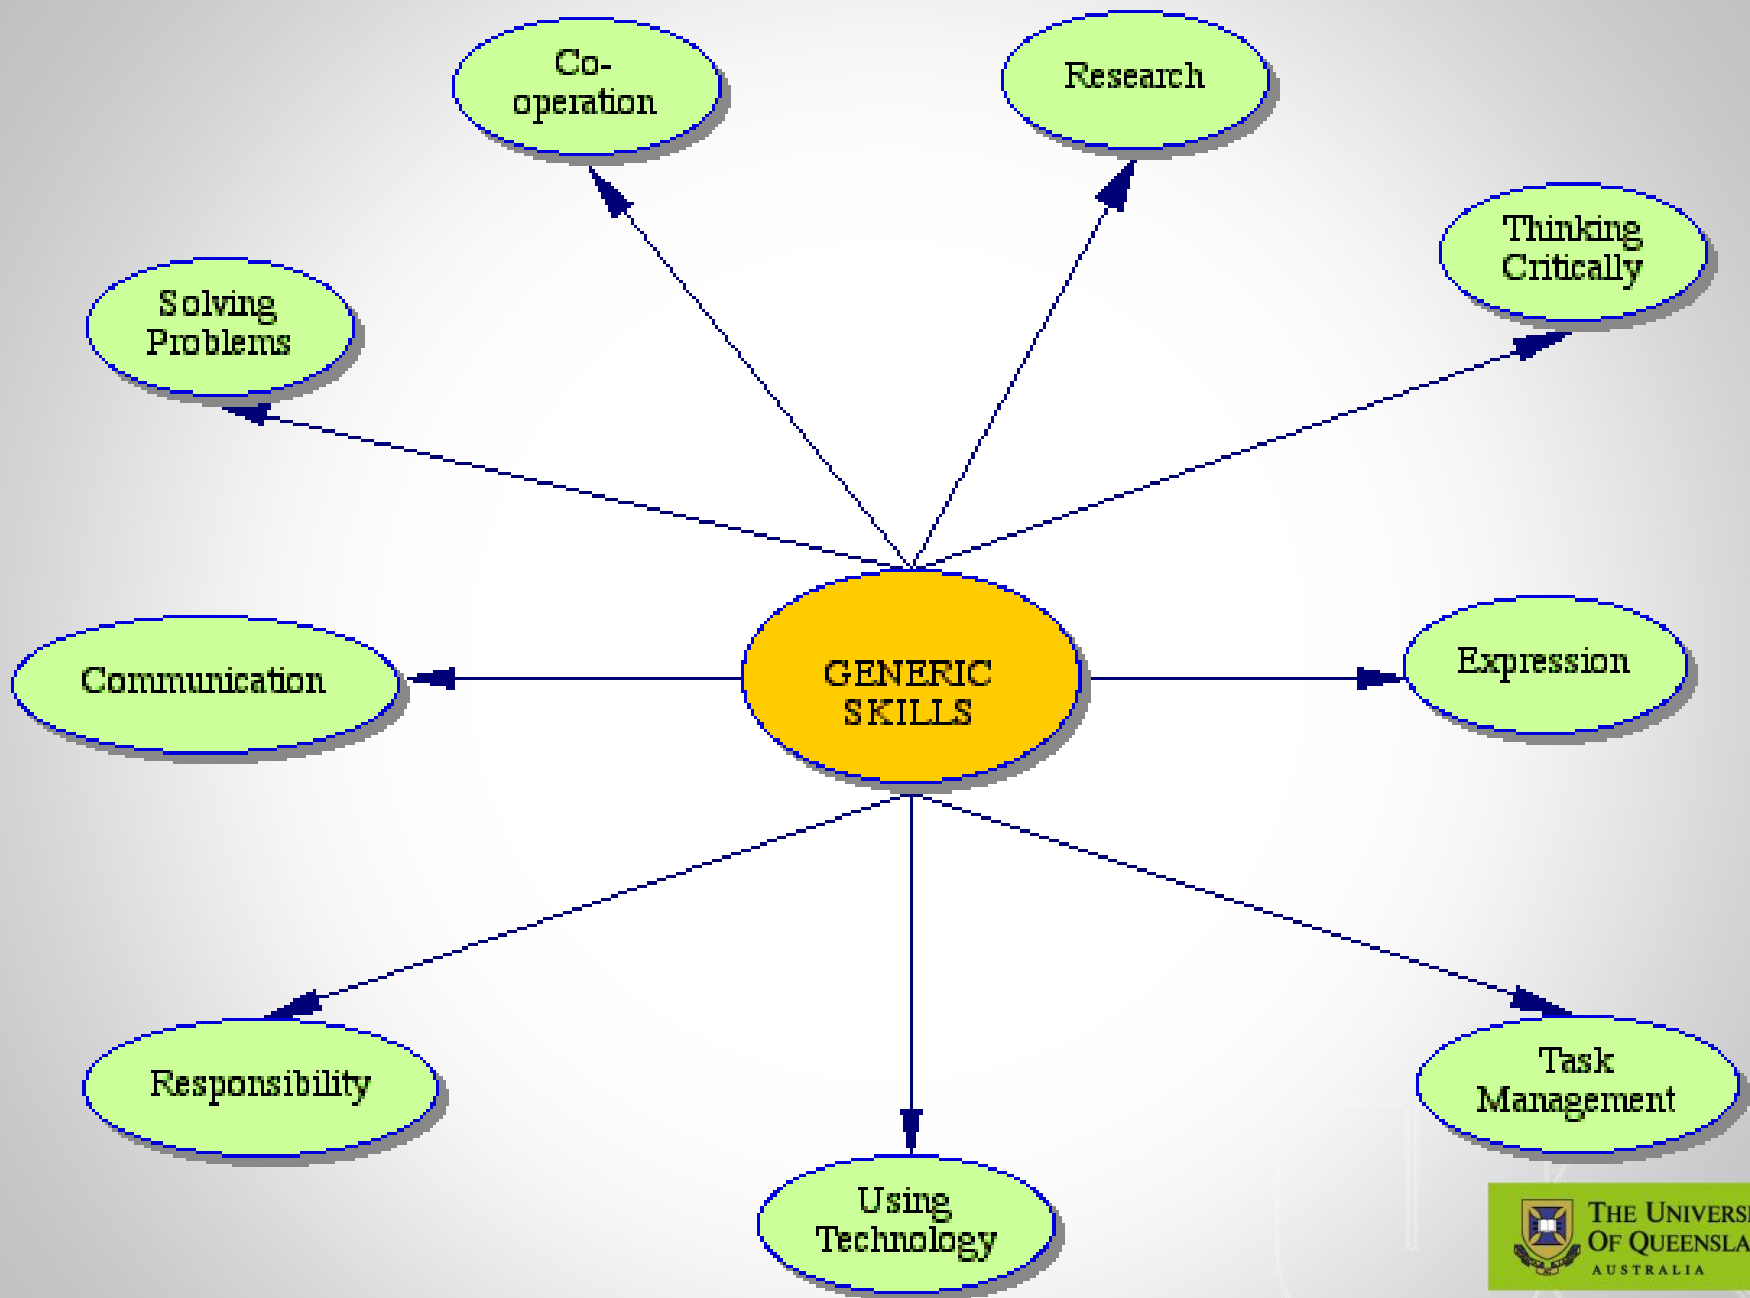 Co-
operation
Research
Thinking
Critically
Solving
Problems
Communication
GENERIC
SKILLS
Expression
Responsibility
Task
Management
Using
Technology
THE UNIVERSI
OF QUEENSLA
AUSTRALIA